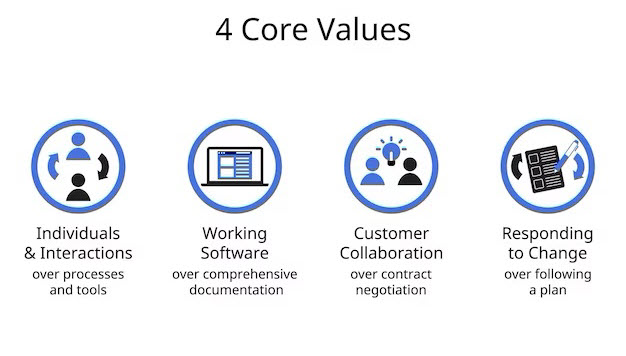 4 Core Values
Individuals
& Interactions
over processes
and tools
Working
Software
over comprehensive
documentation
Customer
Collaboration
over contract
negotiation
Responding
to Change
over following
a plan